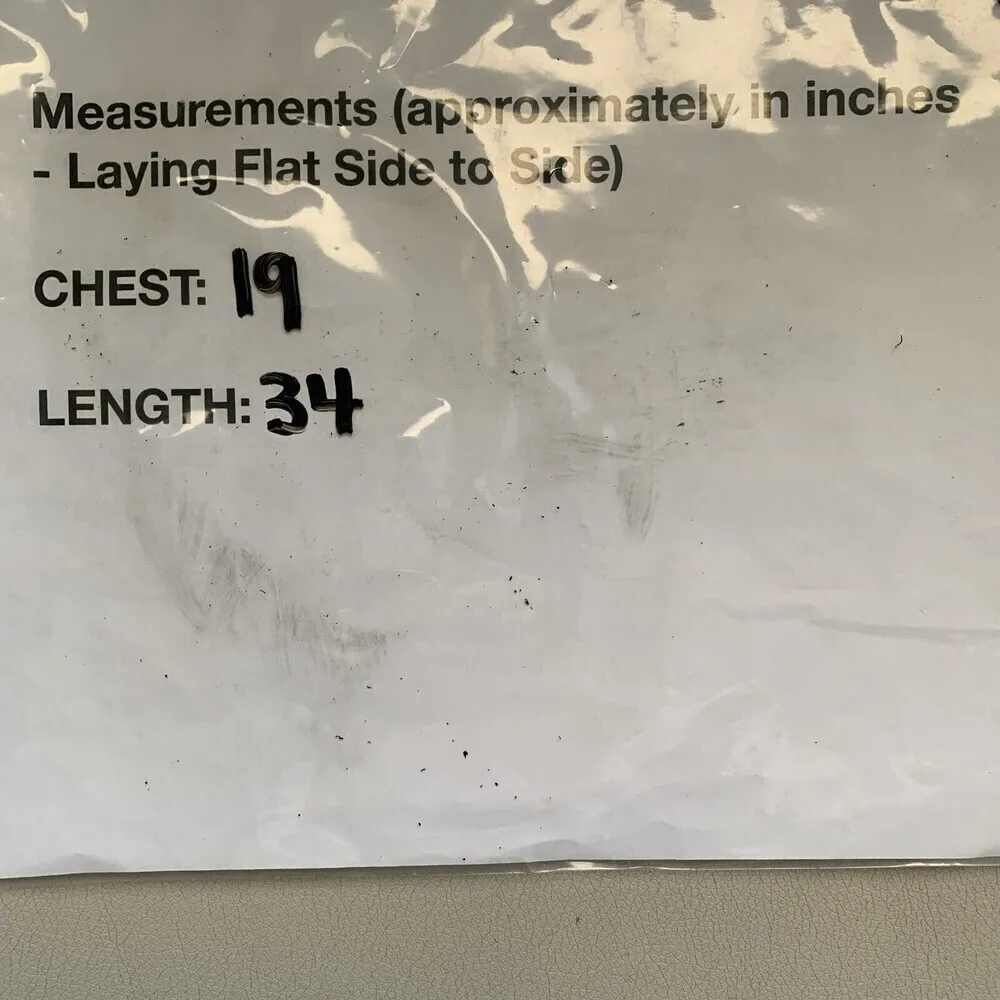 Measurements (approximately in inches
- Laying Flat Side to Side)
CHEST: 19
LENGTH: 34